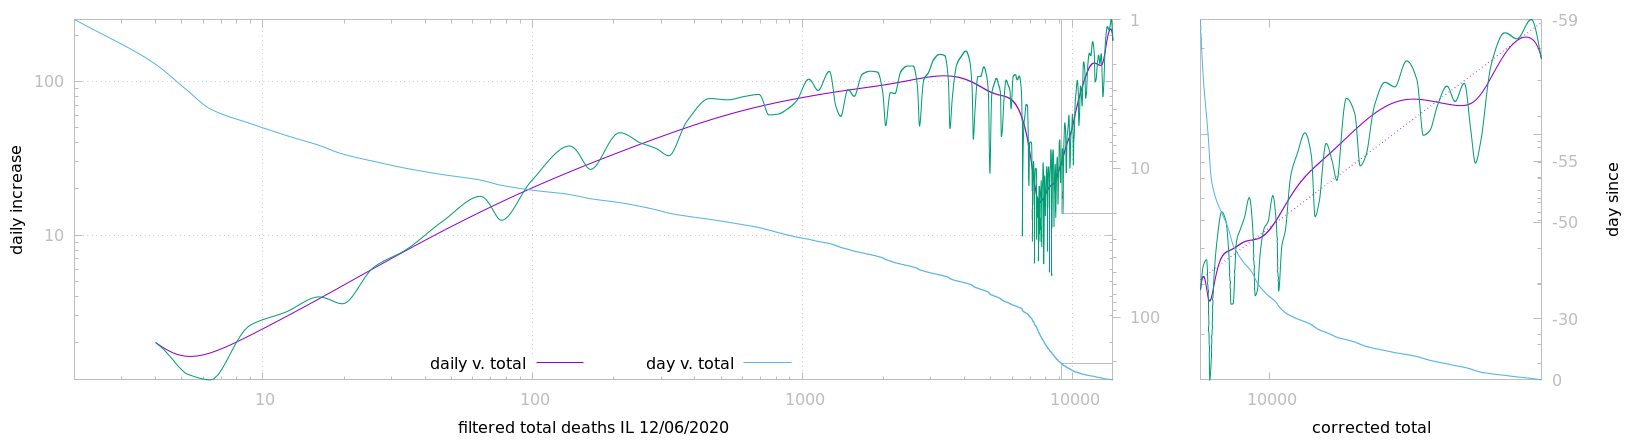 daily increase
100
10
10
100
1000
10000
1
10
100
daily v. total
day v. total
filtered total deaths IL 12/06/2020
-59
-55
-50
-30
0
day since
10000
corrected total